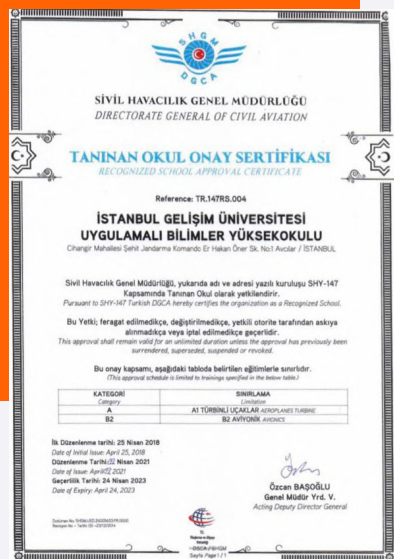 SHGM
DGCA
SİVİL HAVACILIK GENEL MÜDÜRLÜĞÜ
DIRECTORATE GENERAL OF CIVIL AVIATION
TANINAN OKUL ONAY SERTİFİKASI
RECOGNIZED SCHOOL APPROVAL CERTIFICATE
Reference: TR.147RS.004
İSTANBUL GELİŞİM ÜNİVERSİTESİ
UYGULAMALI BİLİMLER YÜKSEKOKULU
Cihangir Mahallesi Şehit Jandarma Komando Er Hakan Öner Sk. No:1 Avcılar / İSTANBUL
Sivil Havacılık Genel Müdürlüğü, yukarıda adı ve adresi yazılı kuruluşu SHY-147
Kapsamında Tanınan Okul olarak yetkilendirir.
Pursuant to SHY-147 Turkish DGCA hereby certifies the organization as a Recognized School.
Bu Yetki; feragat edilmedikçe, değiştirilmedikçe, yetkili otorite tarafından askıya
alınmadıkça veya iptal edilmedikçe geçerlidir.
This approval shall remain valid for an unlimited duration unless the approval has previously been
surrendered, superseded, suspended or revoked.
Bu onay kapsamı, aşağıdaki tabloda belirtilen eğitimlerle sınırlıdır.
(This approval schedule is limited to trainings specified in the below table.)
KATEGORİ SINIRLAMA
Category Limitation
A A1 TÜRBİNLİ UÇAKLAR AEROPLANES TURBINE
B2 B2 AVİYONİK AVIONICS
İlk Düzenlenme tarihi: 25 Nisan 2018
Date of Initial Issue: April 25, 2018
Düzenlenme Tarihi: Nisan 2021
Date of Issue: April 2021
Geçerlilik Tarihi: 24 Nisan 2023
Date of Expiry: April 24, 2023
Özcan BAŞOĞLU
Genel Müdür Yrd. V.
Acting Deputy Director General
Sayfa /Page 1 / 1